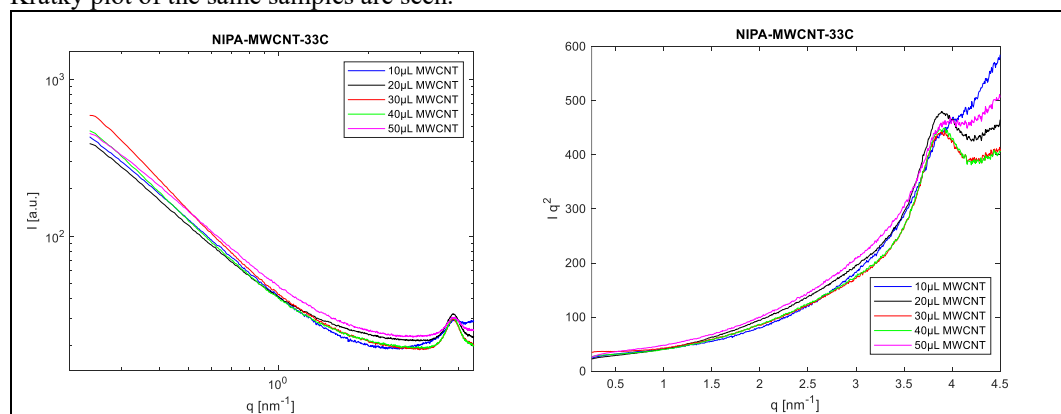 Kratky plot of the same samples are seen.
NIPA-MWCNT-33C
10³
10²
I [a.u.]
10⁰
q [nm⁻¹]
10µL MWCNT
20µL MWCNT
30µL MWCNT
40µL MWCNT
50µL MWCNT
NIPA-MWCNT-33C
600
500
400
300
200
100
0
I q²
0.5 1 1.5 2 2.5 3 3.5 4 4.5
q [nm⁻¹]
10µL MWCNT
20µL MWCNT
30µL MWCNT
40µL MWCNT
50µL MWCNT